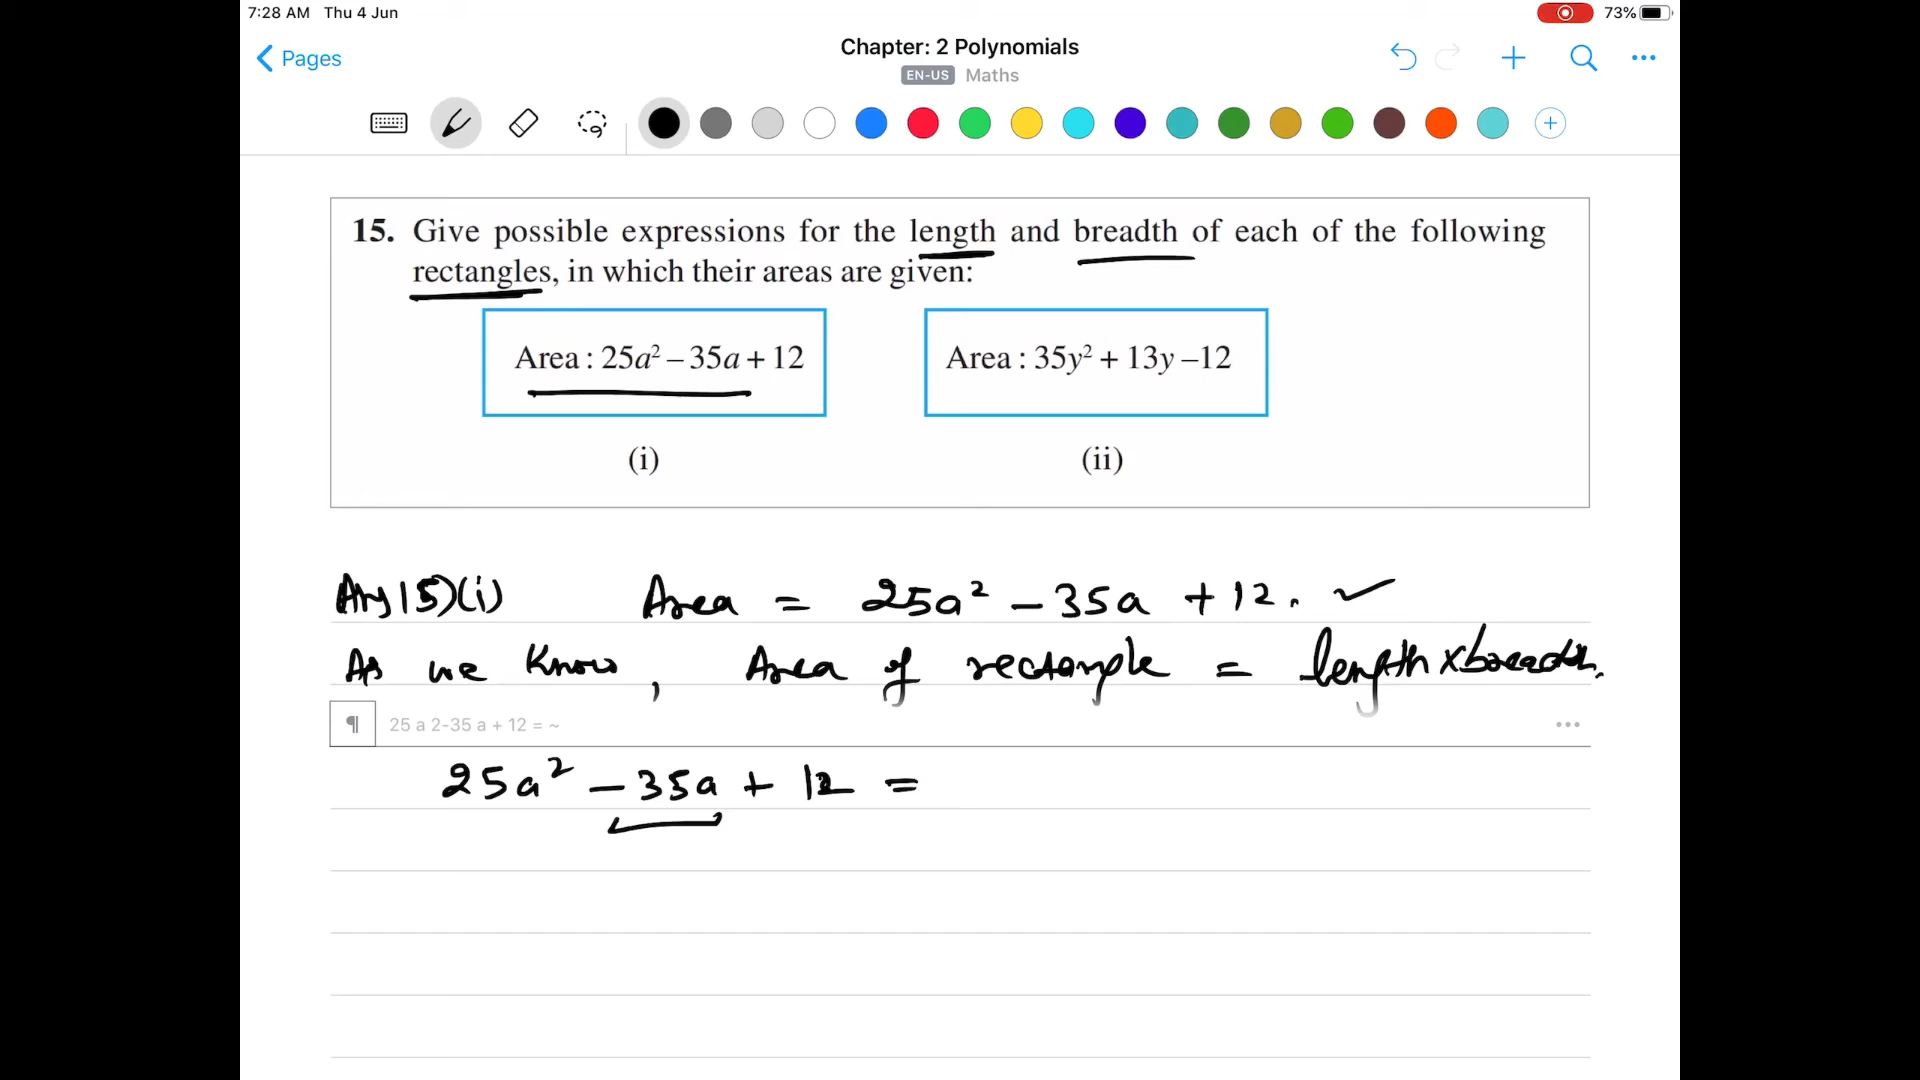 7:28 AM Thu 4 Jun
73%
Pages
Chapter: 2 Polynomials
EN-US Maths
15. Give possible expressions for the length and breadth of each of the following
rectangles, in which their areas are given:
Area : 25a² – 35a + 12
Area : 35y² + 13y –12
(i)
(ii)
Ans 15)(i) Area = 25a² – 35a + 12.
As we know, Area of rectangle = length x breadth.
¶ 25 a 2-35 a + 12 = ~
25a² – 35a + 12 =